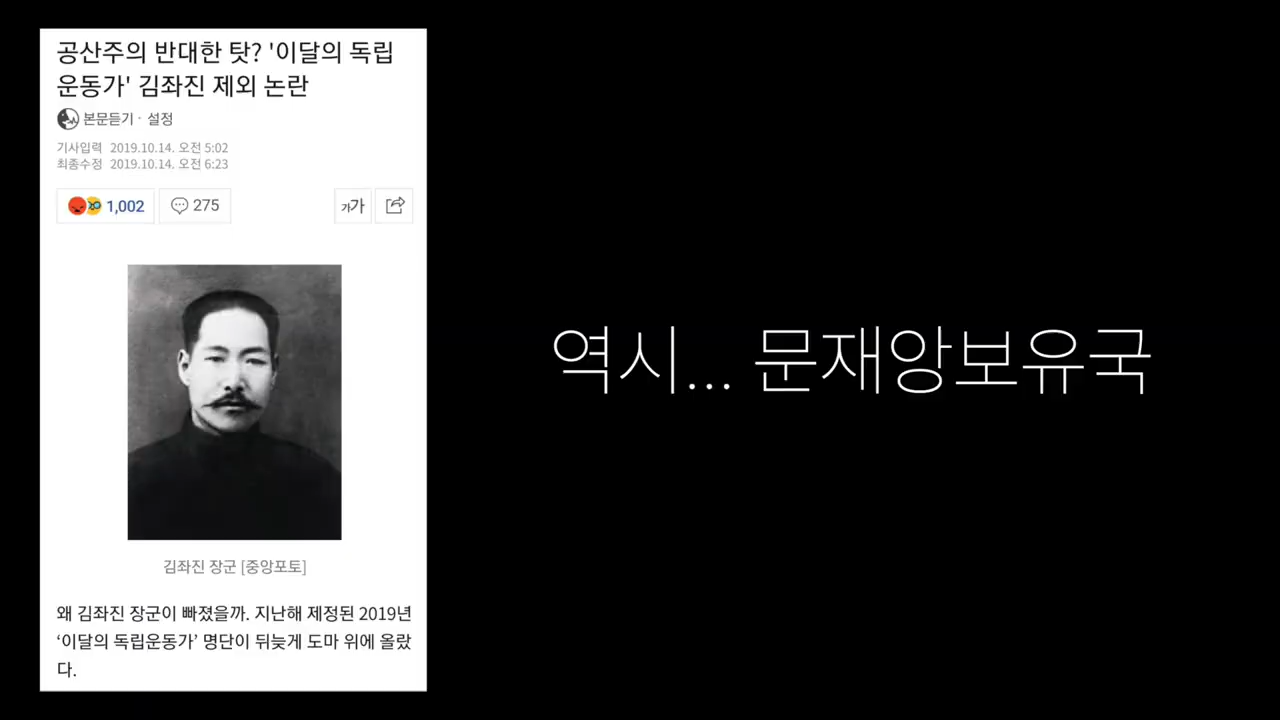 공산주의 반대한 탓? '이달의 독립
운동가' 김좌진 제외 논란
본문듣기 · 설정
기사입력 2019.10.14. 오전 5:02
최종수정 2019.10.14. 오전 6:23
1,002
275
가가
김좌진 장군 [중앙포토]
왜 김좌진 장군이 빠졌을까. 지난해 제정된 2019년
‘이달의 독립운동가’ 명단이 뒤늦게 도마 위에 올랐
다.
역시... 문재앙보유국